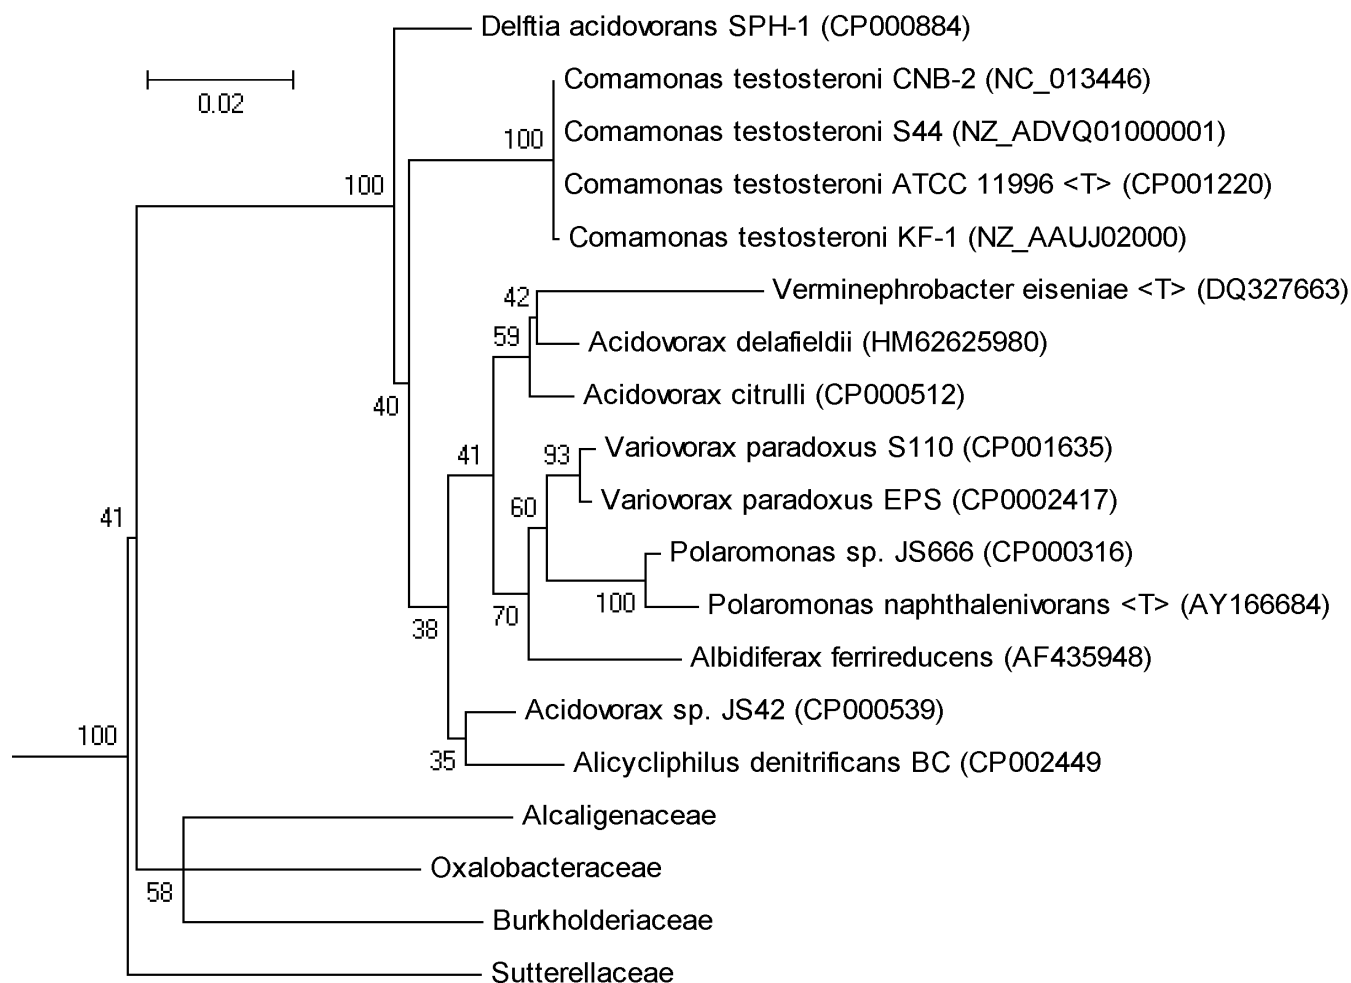 Delftia acidovorans SPH-1 (CP000884)
0.02
Comamonas testosteroni CNB-2 (NC_013446)
100
Comamonas testosteroni S44 (NZ_ADVQ01000001)
100
Comamonas testosteroni ATCC 11996 <T> (CP001220)
Comamonas testosteroni KF-1 (NZ_AAUJ02000)
42
Verminephrobacter eiseniae <T> (DQ327663)
59
Acidovorax delafieldii (HM62625980)
40
Acidovorax citrulli (CP000512)
41
93
Variovorax paradoxus S110 (CP001635)
60
Variovorax paradoxus EPS (CP0002417)
41
Polaromonas sp. JS666 (CP000316)
100
Polaromonas naphthalenivorans <T> (AY166684)
70
38
Albidiferax ferrireducens (AF435948)
Acidovorax sp. JS42 (CP000539)
100
35
Alicycliphilus denitrificans BC (CP002449
Alcaligenaceae
Oxalobacteraceae
58
Burkholderiaceae
Sutterellaceae